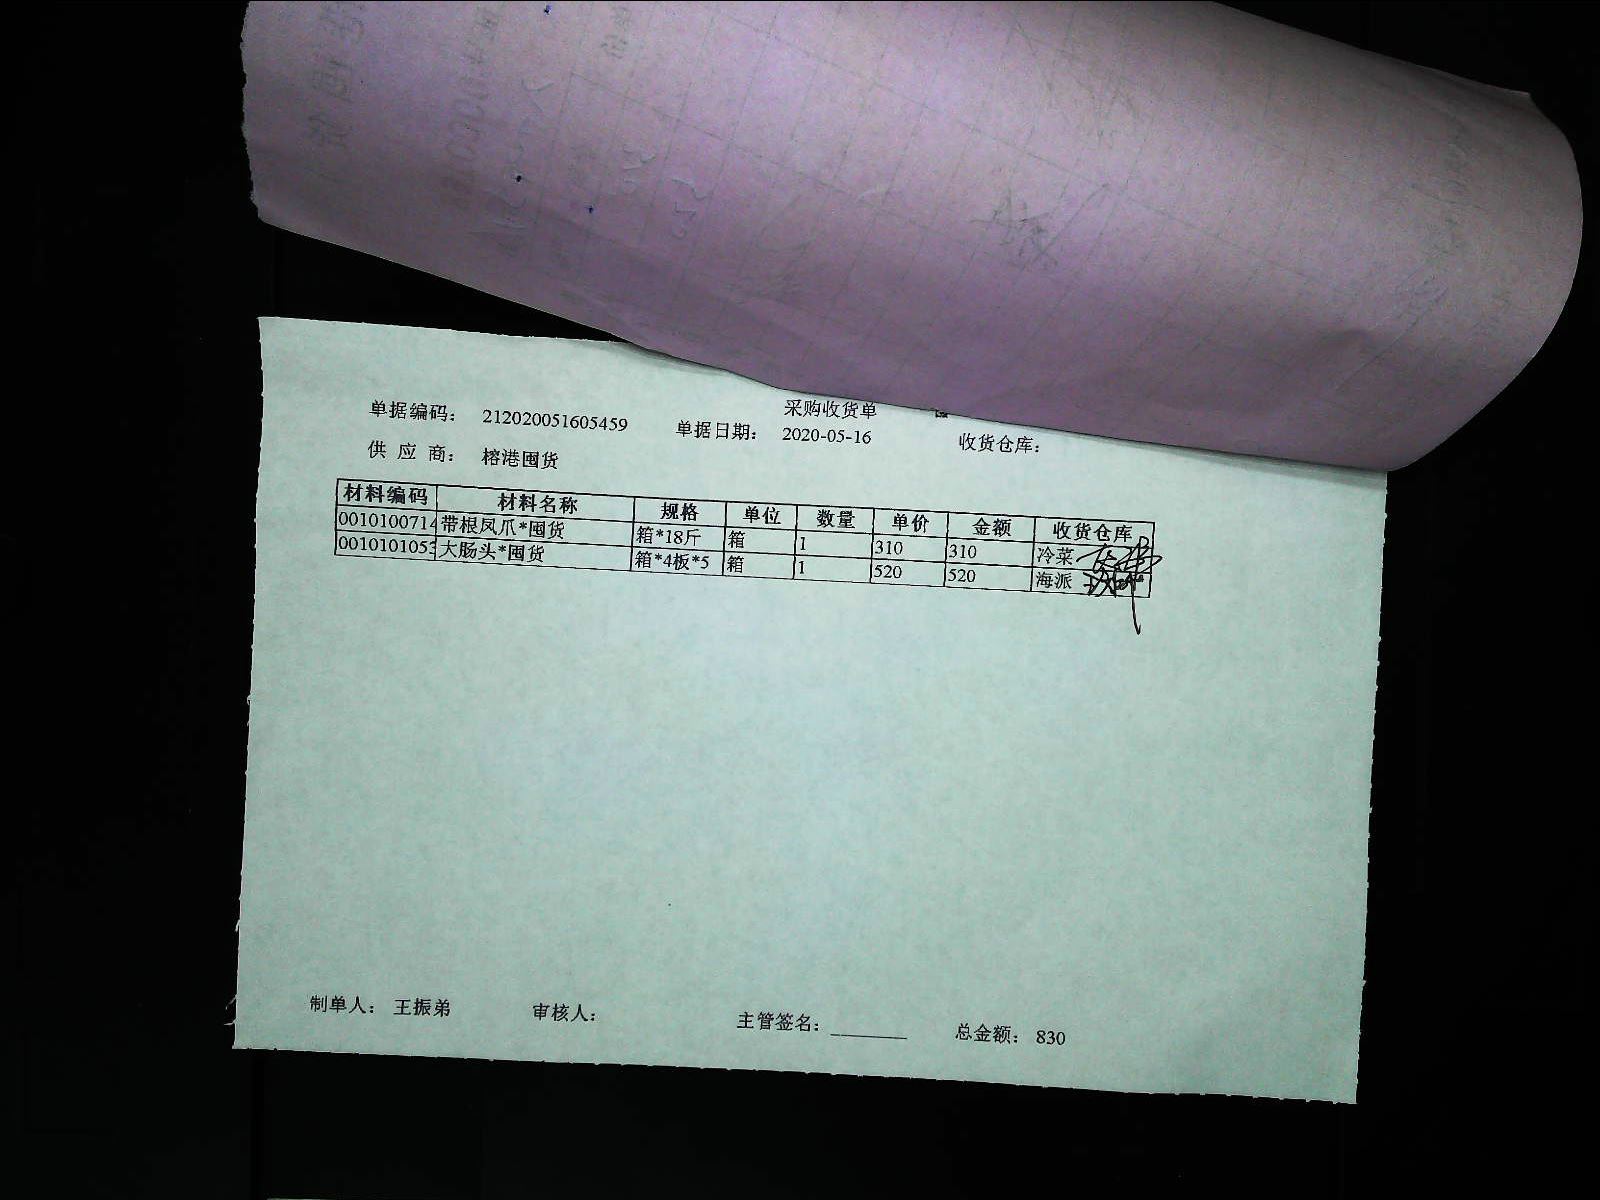 采购收货单
单据编码： 212020051605459 单据日期： 2020-05-16 收货仓库：
供 应 商： 榕港囤货
材料编码 材料名称 规格 单位 数量 单价 金额 收货仓库
0010100714 带根凤爪*囤货 箱*18斤 箱 1 310 310 冷菜
0010101053 大肠头*囤货 箱*4板*5 箱 1 520 520 海派
制单人： 王振弟 审核人： 主管签名： 总金额： 830